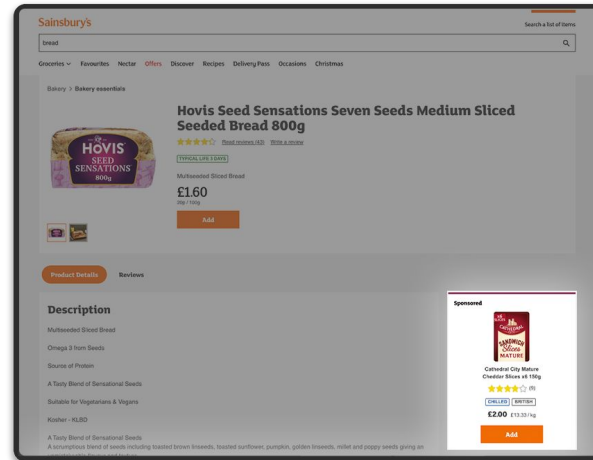 Sainsbury's
Search a list of items
bread
Groceries Favourites Nectar Offers Discover Recipes Delivery Pass Occasions Christmas
Bakery > Bakery essentials
Hovis Seed Sensations Seven Seeds Medium Sliced
Seeded Bread 800g
Read reviews (43) Write a review
TYPICAL LIFE 3 DAYS
Multiseeded Sliced Bread
£1.60
Add
HOVIS
SEED
SENSATIONS
800g
Product Details Reviews
Description
Multiseeded Sliced Bread
Omega 3 from Seeds
Source of Protein
A Tasty Blend of Sensational Seeds
Suitable for Vegetarians & Vegans
Kosher - KLBD
A Tasty Blend of Sensational Seeds
A scrumptious blend of seeds including toasted brown linseeds, toasted sunflower, pumpkin, golden linseeds, millet and poppy seeds giving an
Sponsored
CATHEDRAL
CITY
SANDWICH
Slices
MATURE
Cathedral City Mature
Cheddar Slices x6 150g
CHILLED BRITISH
£2.00 £13.33/kg
Add